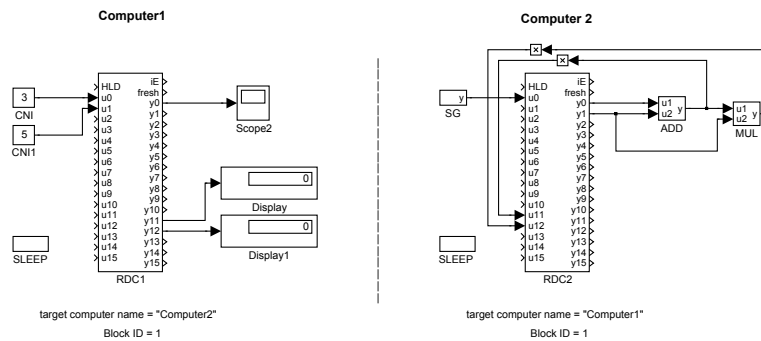 Computer1
HLD
u0
u1
u2
u3
u4
u5
u6
u7
u8
u9
u10
u11
u12
u13
u14
u15
iE
fresh
y0
y1
y2
y3
y4
y5
y6
y7
y8
y9
y10
y11
y12
y13
y14
y15
RDC1
3
CNI
5
CNI1
SLEEP
Scope2
0
Display
0
Display1
target computer name = "Computer2"
Block ID = 1
Computer 2
HLD
u0
u1
u2
u3
u4
u5
u6
u7
u8
u9
u10
u11
u12
u13
u14
u15
iE
fresh
y0
y1
y2
y3
y4
y5
y6
y7
y8
y9
y10
y11
y12
y13
y14
y15
RDC2
y
SG
SLEEP
u1
u2
y
ADD
u1
u2
y
MUL
target computer name = "Computer1"
Block ID = 1